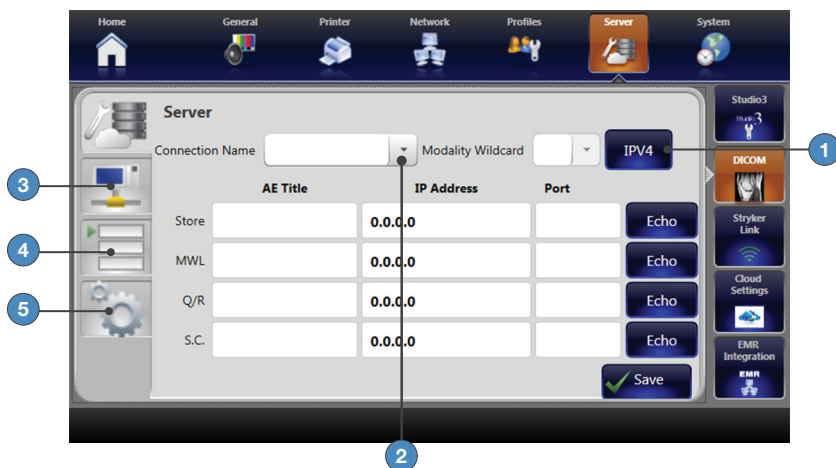 Home General Printer Network Profiles Server System
Server
Connection Name Modality Wildcard IPV4
AE Title IP Address Port
Store 0.0.0.0 Echo
MWL 0.0.0.0 Echo
Q/R 0.0.0.0 Echo
S.C. 0.0.0.0 Echo
Save
Studio3
Studio 3
DICOM
Stryker
Link
Cloud
Settings
EMR
Integration
EMR
1
3
4
5
2